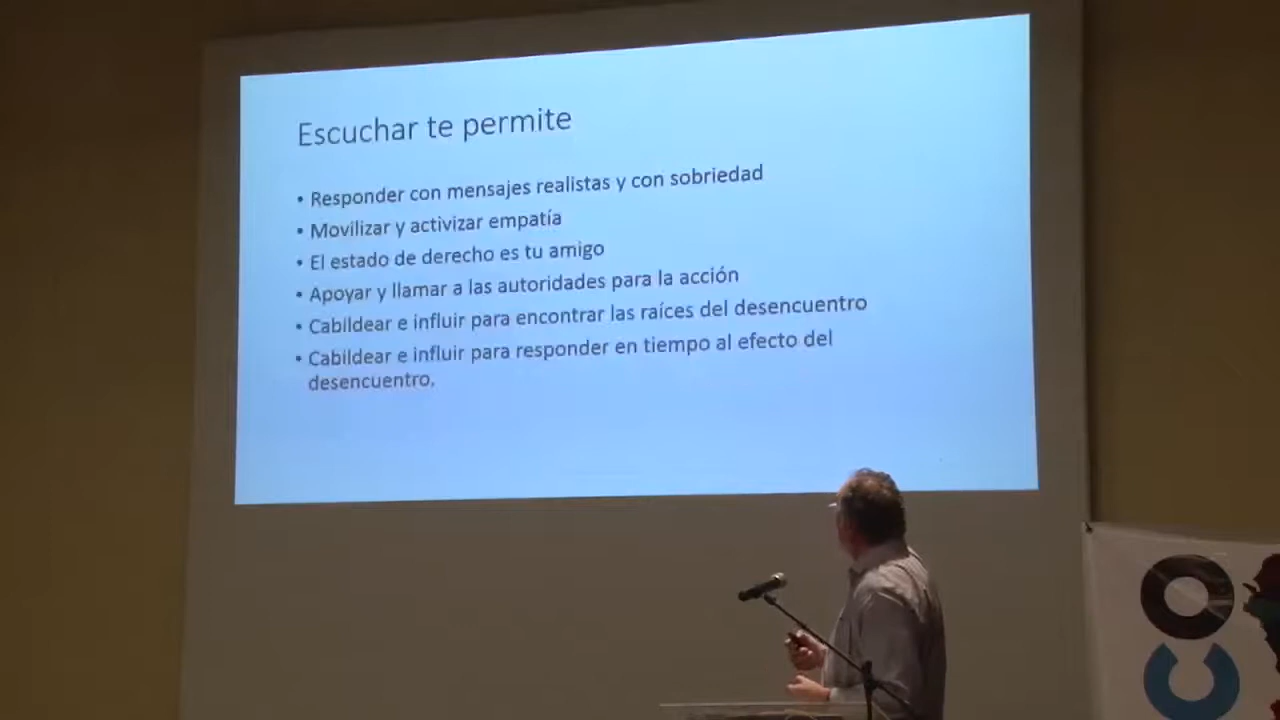 Escuchar te permite
• Responder con mensajes realistas y con sobriedad
• Movilizar y activizar empatía
• El estado de derecho es tu amigo
• Apoyar y llamar a las autoridades para la acción
• Cabildear e influir para encontrar las raíces del desencuentro
• Cabildear e influir para responder en tiempo al efecto del
desencuentro.